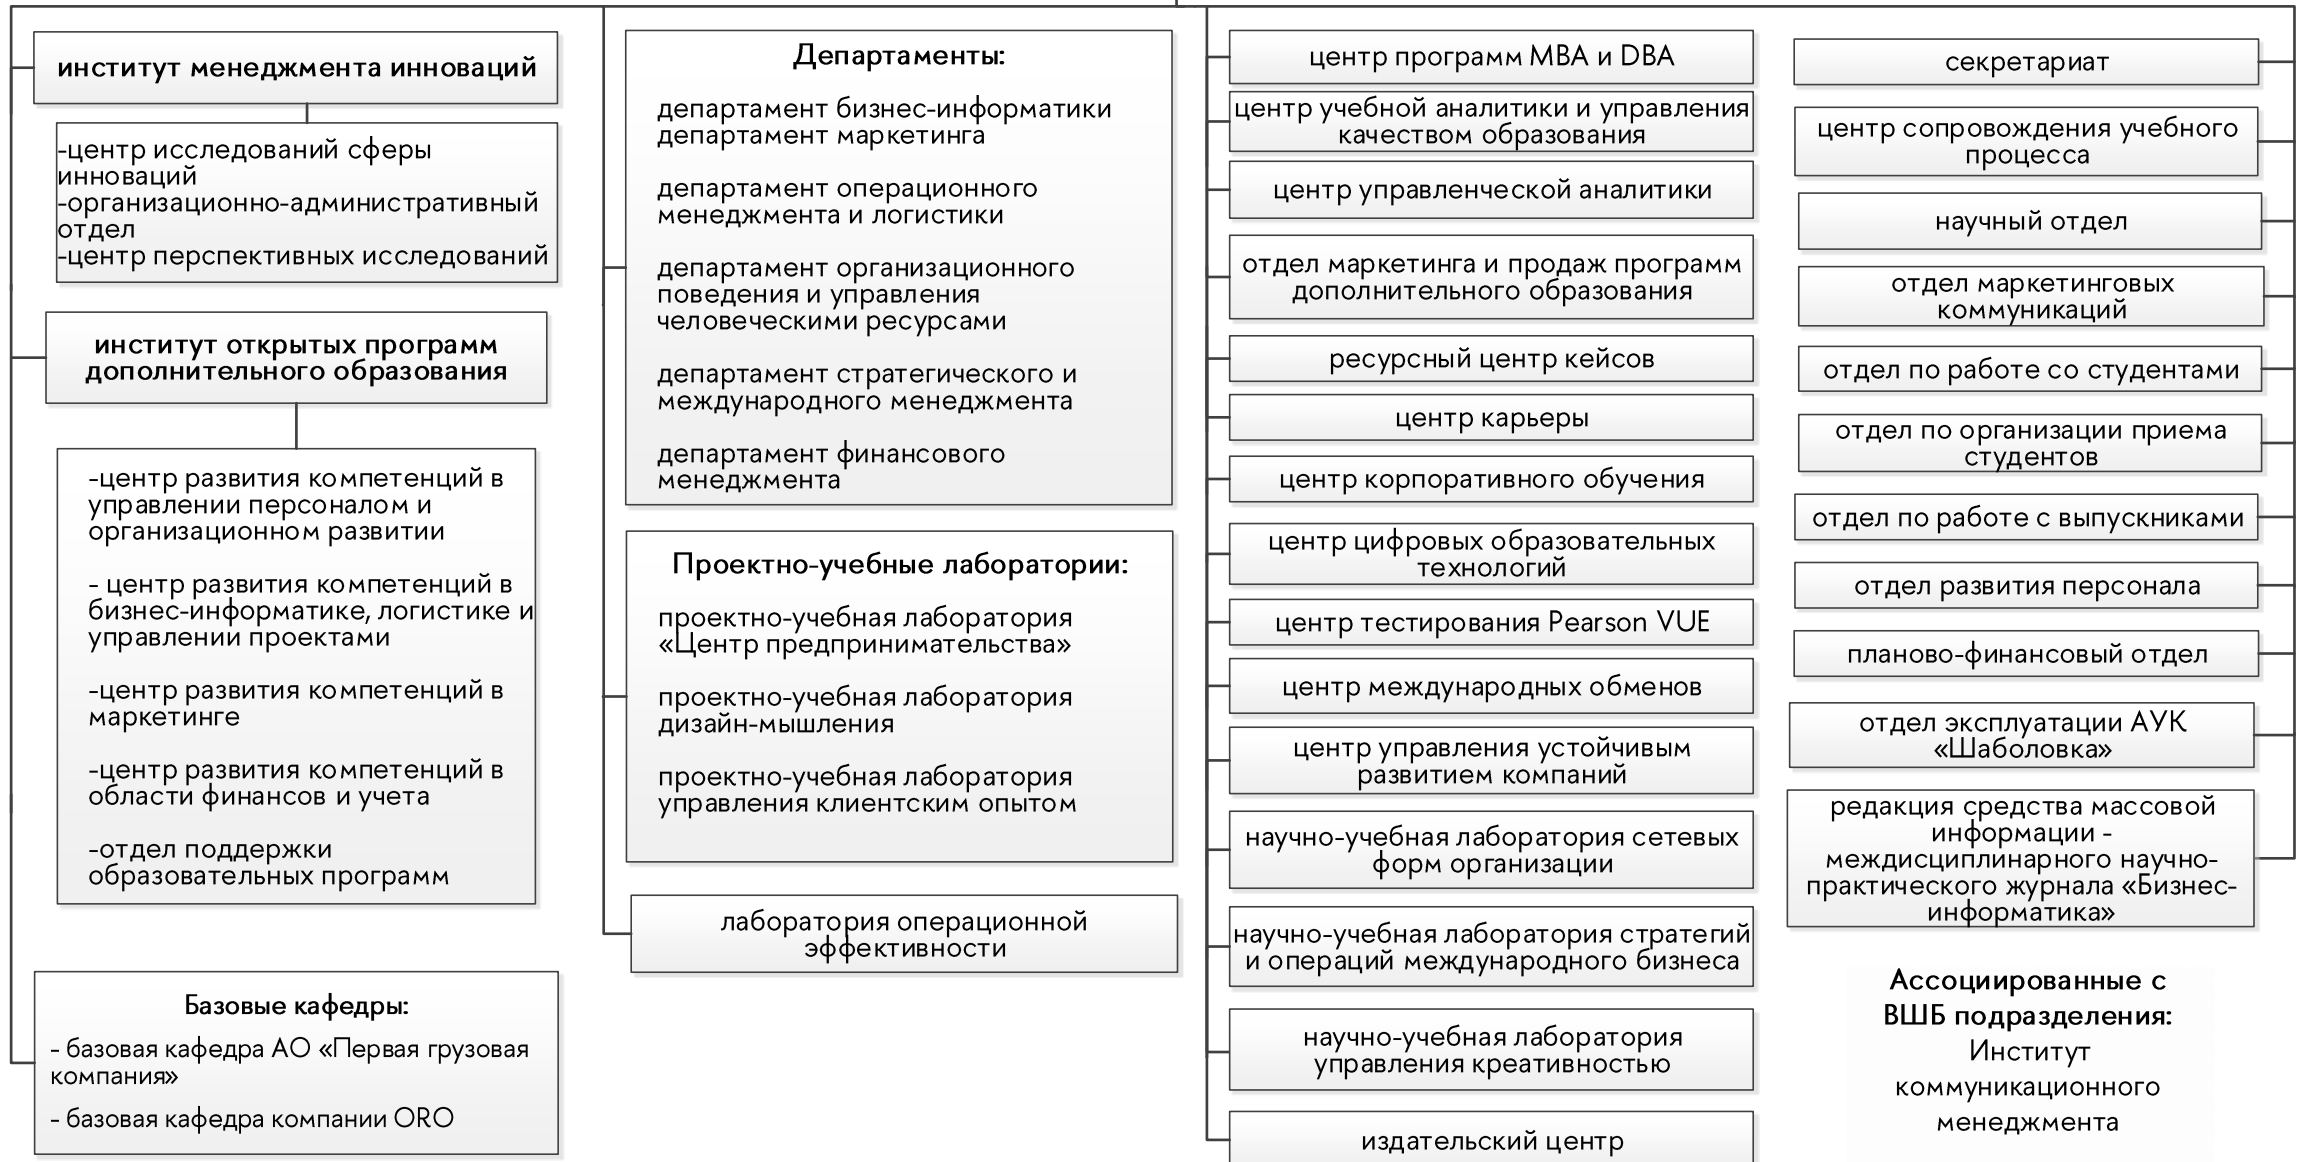 институт менеджмента инноваций
-центр исследований сферы
инноваций
-организационно-административный
отдел
-центр перспективных исследований
институт открытых программ
дополнительного образования
-центр развития компетенций в
управлении персоналом и
организационном развитии
- центр развития компетенций в
бизнес-информатике, логистике и
управлении проектами
-центр развития компетенций в
маркетинге
-центр развития компетенций в
области финансов и учета
-отдел поддержки
образовательных программ
Базовые кафедры:
- базовая кафедра АО «Первая грузовая
компания»
- базовая кафедра компании ORO
Департаменты:
департамент бизнес-информатики
департамент маркетинга
департамент операционного
менеджмента и логистики
департамент организационного
поведения и управления
человеческими ресурсами
департамент стратегического и
международного менеджмента
департамент финансового
менеджмента
Проектно-учебные лаборатории:
проектно-учебная лаборатория
«Центр предпринимательства»
проектно-учебная лаборатория
дизайн-мышления
проектно-учебная лаборатория
управления клиентским опытом
лаборатория операционной
эффективности
центр программ MBA и DBA
центр учебной аналитики и управления
качеством образования
центр управленческой аналитики
отдел маркетинга и продаж программ
дополнительного образования
ресурсный центр кейсов
центр карьеры
центр корпоративного обучения
центр цифровых образовательных
технологий
центр тестирования Pearson VUE
центр международных обменов
центр управления устойчивым
развитием компаний
научно-учебная лаборатория сетевых
форм организации
научно-учебная лаборатория стратегий
и операций международного бизнеса
научно-учебная лаборатория
управления креативностью
издательский центр
секретариат
центр сопровождения учебного
процесса
научный отдел
отдел маркетинговых
коммуникаций
отдел по работе со студентами
отдел по организации приема
студентов
отдел по работе с выпускниками
отдел развития персонала
планово-финансовый отдел
отдел эксплуатации АУК
«Шаболовка»
редакция средства массовой
информации -
междисциплинарного научно-
практического журнала «Бизнес-
информатика»
Ассоциированные с
ВШБ подразделения:
Институт
коммуникационного
менеджмента